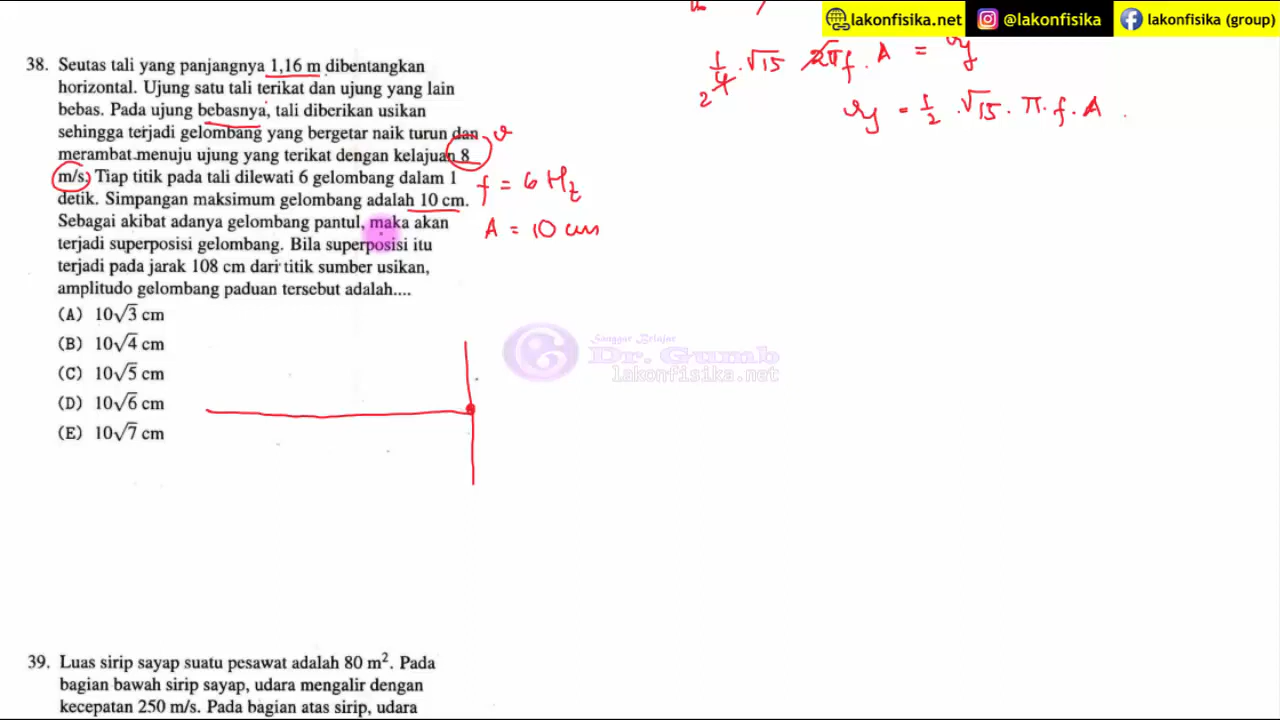 lakonfisika.net @lakonfisika lakonfisika (group)
1/4 · √15 2πf · A = vy
2
vy = 1/2 · √15 · π · f · A
38. Seutas tali yang panjangnya 1,16 m dibentangkan
horizontal. Ujung satu tali terikat dan ujung yang lain
bebas. Pada ujung bebasnya, tali diberikan usikan
sehingga terjadi gelombang yang bergetar naik turun dan
v
merambat menuju ujung yang terikat dengan kelajuan 8
m/s. Tiap titik pada tali dilewati 6 gelombang dalam 1
f = 6 Hz
detik. Simpangan maksimum gelombang adalah 10 cm.
Sebagai akibat adanya gelombang pantul, maka akan
A = 10 cm
terjadi superposisi gelombang. Bila superposisi itu
terjadi pada jarak 108 cm dari titik sumber usikan,
amplitudo gelombang paduan tersebut adalah....
(A) 10√3 cm
(B) 10√4 cm
(C) 10√5 cm
(D) 10√6 cm
(E) 10√7 cm
Sanggar Belajar
Dr. Gumb
lakonfisika.net
39. Luas sirip sayap suatu pesawat adalah 80 m². Pada
bagian bawah sirip sayap, udara mengalir dengan
kecepatan 250 m/s. Pada bagian atas sirip, udara